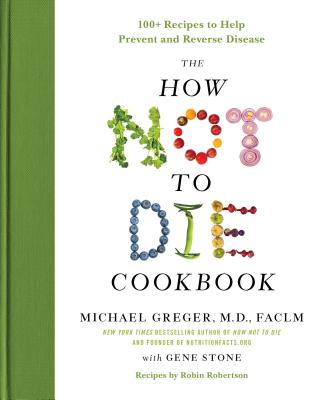 100+ Recipes to Help
Prevent and Reverse Disease
THE
HOW
NOT
TO
DIE
COOKBOOK
MICHAEL GREGER, M.D., FACLM
NEW YORK TIMES BESTSELLING AUTHOR OF HOW NOT TO DIE
AND FOUNDER OF NUTRITIONFACTS.ORG
with GENE STONE
Recipes by Robin Robertson